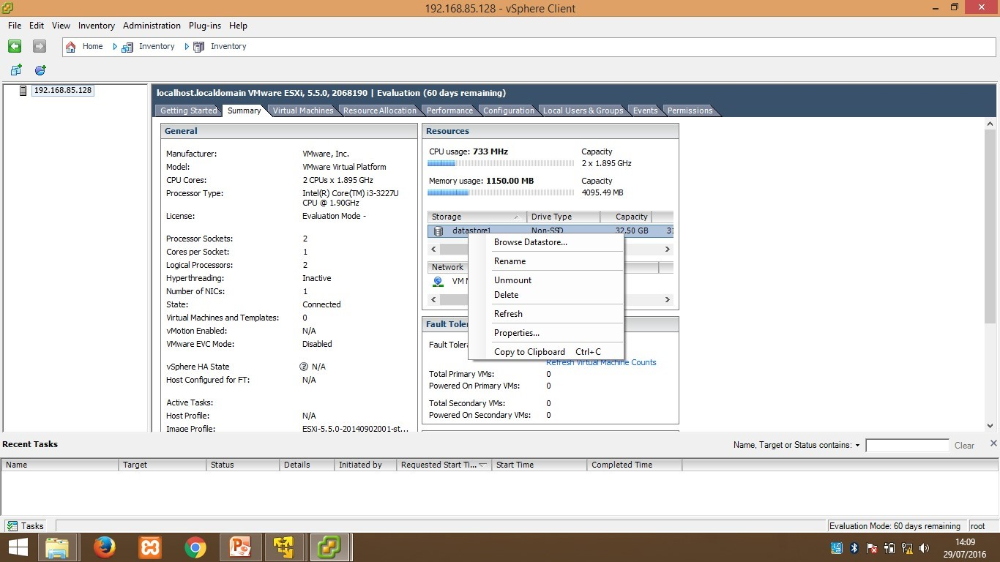 192.168.85.128 - vSphere Client
File Edit View Inventory Administration Plug-ins Help
Home Inventory Inventory
192.168.85.128
localhost.localdomain VMware ESXi, 5.5.0, 2068190 | Evaluation (60 days remaining)
Getting Started Summary Virtual Machines Resource Allocation Performance Configuration Local Users & Groups Events Permissions
General
Manufacturer: VMware, Inc.
Model: VMware Virtual Platform
CPU Cores: 2 CPUs x 1.895 GHz
Processor Type: Intel(R) Core(TM) i3-3227U
CPU @ 1.90GHz
License: Evaluation Mode -
Processor Sockets: 2
Cores per Socket: 1
Logical Processors: 2
Hyperthreading: Inactive
Number of NICs: 1
State: Connected
Virtual Machines and Templates: 0
vMotion Enabled: N/A
VMware EVC Mode: Disabled
vSphere HA State N/A
Host Configured for FT: N/A
Active Tasks:
Host Profile: N/A
Image Profile: ESXi-5.5.0-20140902001-st...
Resources
CPU usage: 733 MHz Capacity
2 x 1.895 GHz
Memory usage: 1150.00 MB Capacity
4095.49 MB
Storage Drive Type Capacity
datastore1 Non-SSD 32.50 GB 31
Network
VM
Browse Datastore...
Rename
Unmount
Delete
Refresh
Properties...
Copy to Clipboard Ctrl+C
Fault
Fault
Refresh Virtual Machine Counts
Total Primary VMs: 0
Powered On Primary VMs: 0
Total Secondary VMs: 0
Powered On Secondary VMs: 0
Recent Tasks
Name, Target or Status contains: Clear
Name Target Status Details Initiated by Requested Start Ti... Start Time Completed Time
Tasks
Evaluation Mode: 60 days remaining root
14:09
29/07/2016